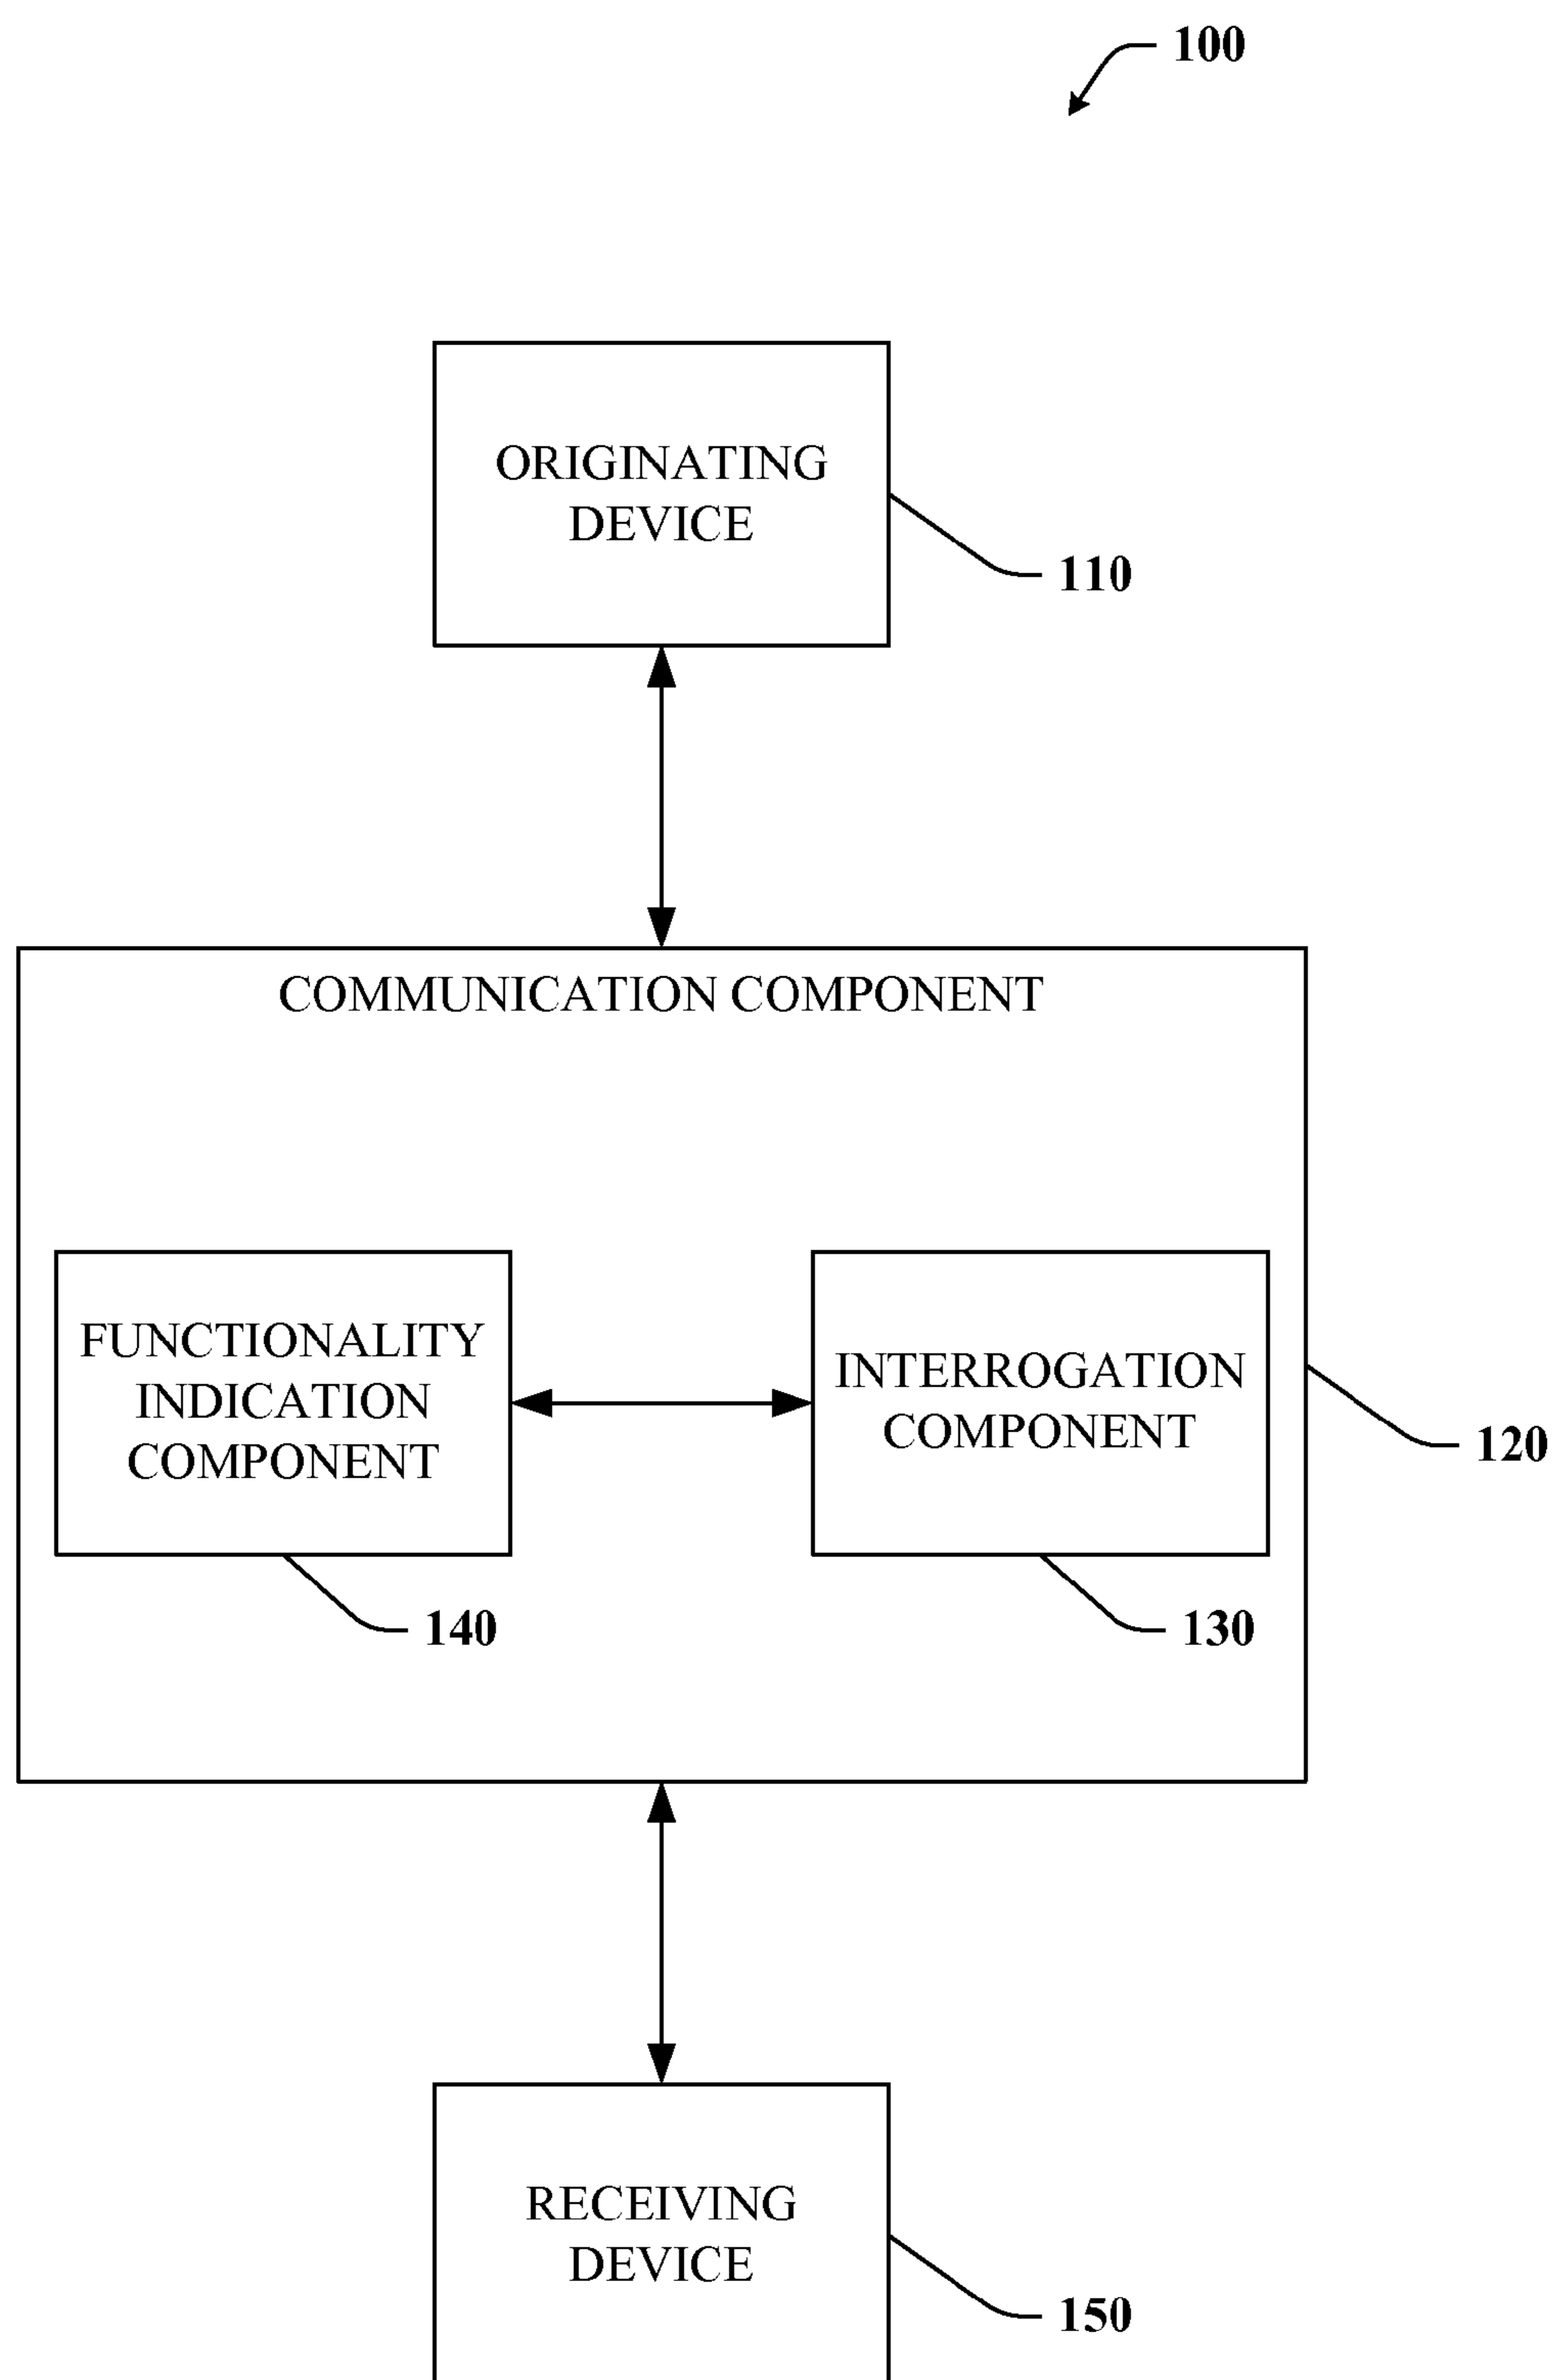 100
ORIGINATING
DEVICE
110
COMMUNICATION COMPONENT
FUNCTIONALITY
INDICATION
COMPONENT
INTERROGATION
COMPONENT
120
140
130
RECEIVING
DEVICE
150